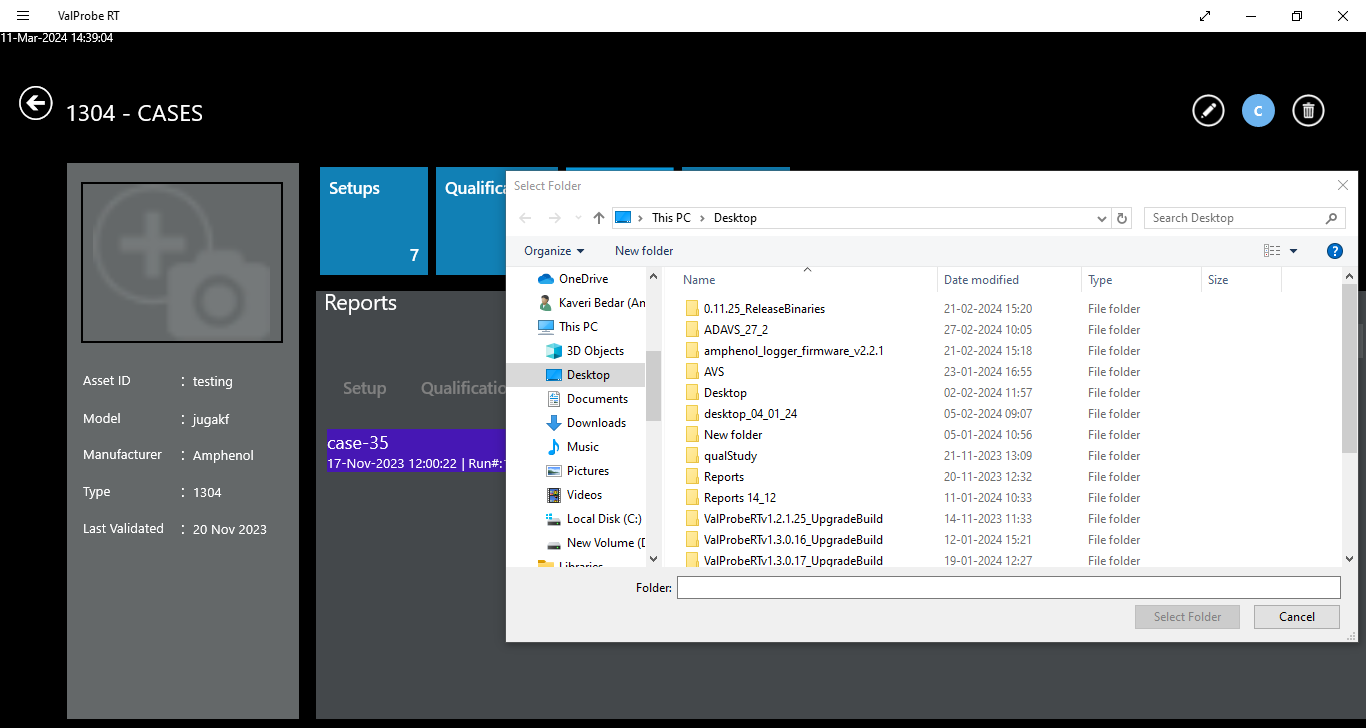 ValProbe RT
11-Mar-2024 14:39:04
1304 - CASES
C
Setups
7
Qualifica
Reports
Setup Qualificatio
case-35
17-Nov-2023 12:00:22 | Run#:
Asset ID : testing
Model : jugakf
Manufacturer : Amphenol
Type : 1304
Last Validated : 20 Nov 2023
Select Folder
This PC > Desktop
Search Desktop
Organize New folder
?
OneDrive
Kaveri Bedar (An
This PC
3D Objects
Desktop
Documents
Downloads
Music
Pictures
Videos
Local Disk (C:)
New Volume (D
Libraries
Name Date modified Type Size
0.11.25_ReleaseBinaries 21-02-2024 15:20 File folder
ADAVS_27_2 27-02-2024 10:05 File folder
amphenol_logger_firmware_v2.2.1 21-02-2024 15:18 File folder
AVS 23-01-2024 16:55 File folder
Desktop 02-02-2024 11:57 File folder
desktop_04_01_24 05-02-2024 09:07 File folder
New folder 05-01-2024 10:56 File folder
qualStudy 21-11-2023 13:09 File folder
Reports 20-11-2023 12:32 File folder
Reports 14_12 11-01-2024 10:33 File folder
ValProbeRTv1.2.1.25_UpgradeBuild 14-11-2023 11:33 File folder
ValProbeRTv1.3.0.16_UpgradeBuild 12-01-2024 15:21 File folder
ValProbeRTv1.3.0.17_UpgradeBuild 19-01-2024 12:27 File folder
Folder:
Select Folder Cancel